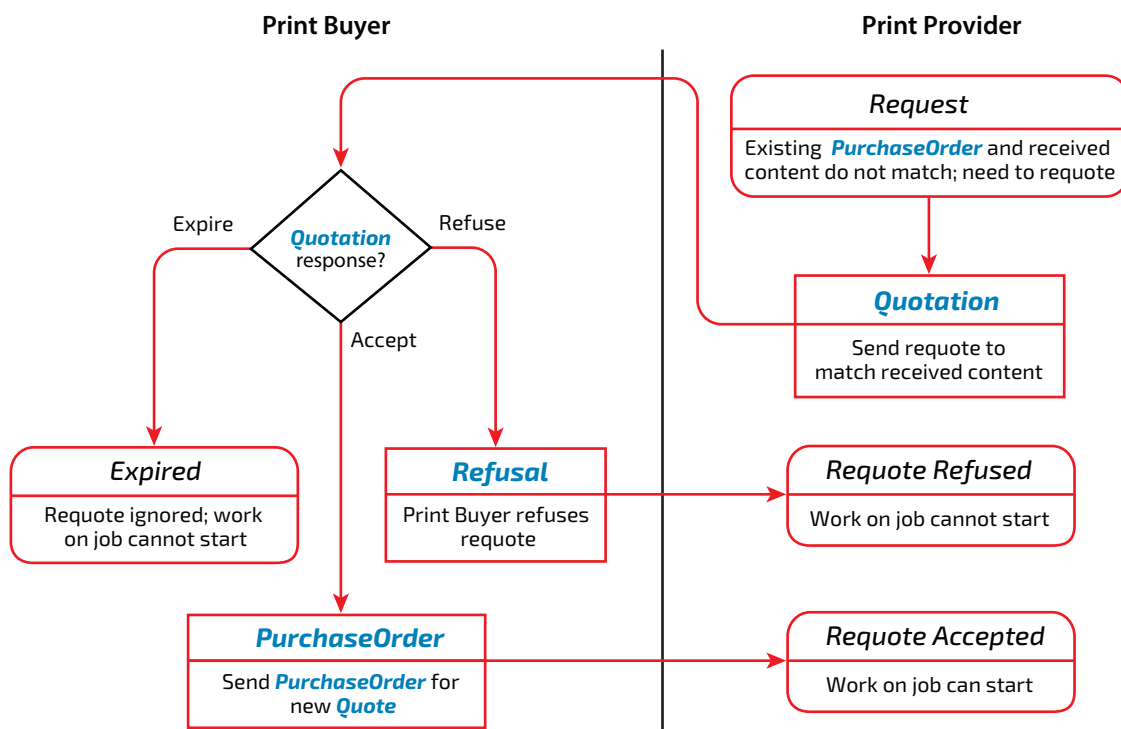 Print Buyer
Print Provider
Request
Existing PurchaseOrder and received
content do not match; need to requote
Expire
Refuse
Quotation
response?
Accept
Quotation
Send requote to
match received content
Expired
Requote ignored; work
on job cannot start
Refusal
Print Buyer refuses
requote
Requote Refused
Work on job cannot start
PurchaseOrder
Send PurchaseOrder for
new Quote
Requote Accepted
Work on job can start